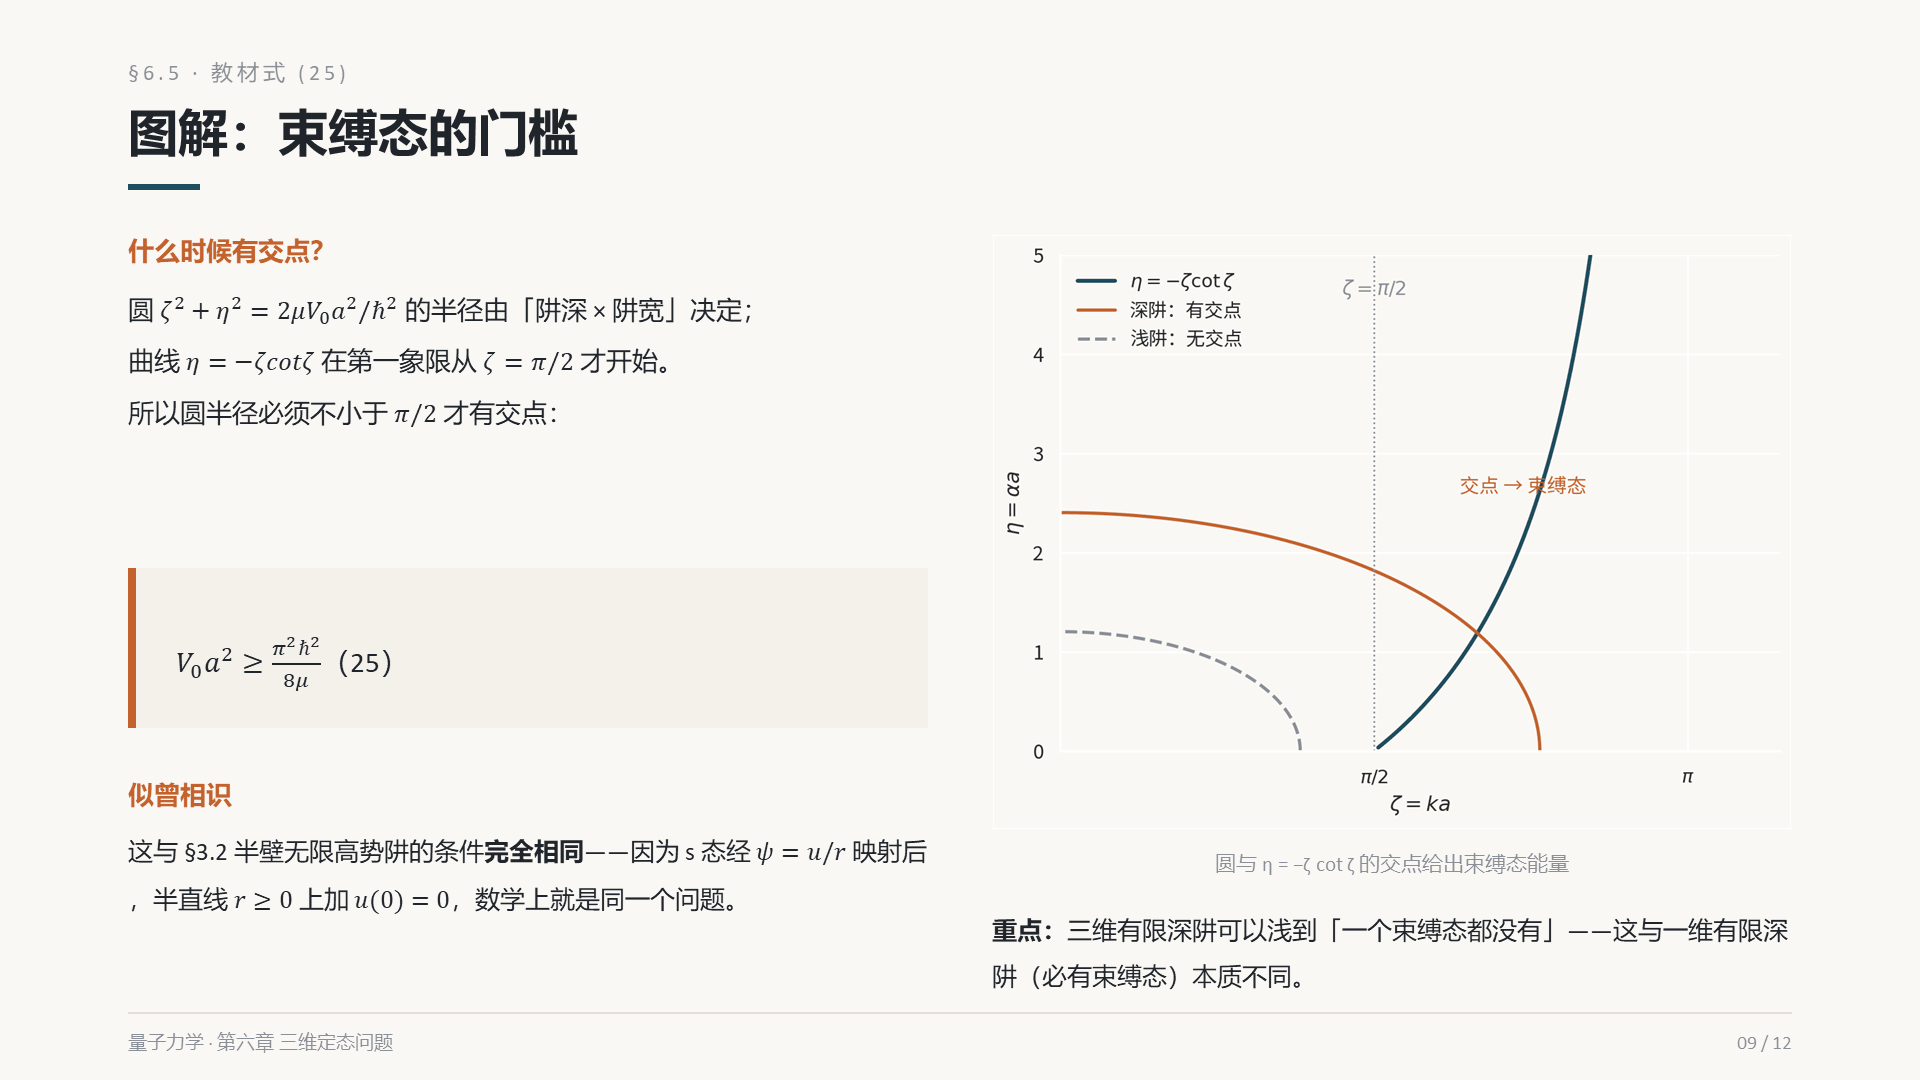 §6.5 · 教材式 (25)
图解：束缚态的门槛
什么时候有交点？
圆 ζ² + η² = 2μV₀a²/ℏ² 的半径由「阱深 × 阱宽」决定；
曲线 η = −ζcotζ 在第一象限从 ζ = π/2 才开始。
所以圆半径必须不小于 π/2 才有交点：
V₀a² ≥ π²ℏ²/8μ (25)
似曾相识
这与 §3.2 半壁无限高势阱的条件完全相同——因为 s 态经 ψ = u/r 映射后
，半直线 r ≥ 0 上加 u(0) = 0，数学上就是同一个问题。
η = −ζcot ζ
深阱：有交点
浅阱：无交点
ζ = π/2
交点 → 束缚态
5
4
3
2
1
0
η = αa
π/2
π
ζ = ka
圆与 η = −ζ cot ζ 的交点给出束缚态能量
重点：三维有限深阱可以浅到「一个束缚态都没有」——这与一维有限深
阱（必有束缚态）本质不同。
量子力学 · 第六章 三维定态问题
09 / 12